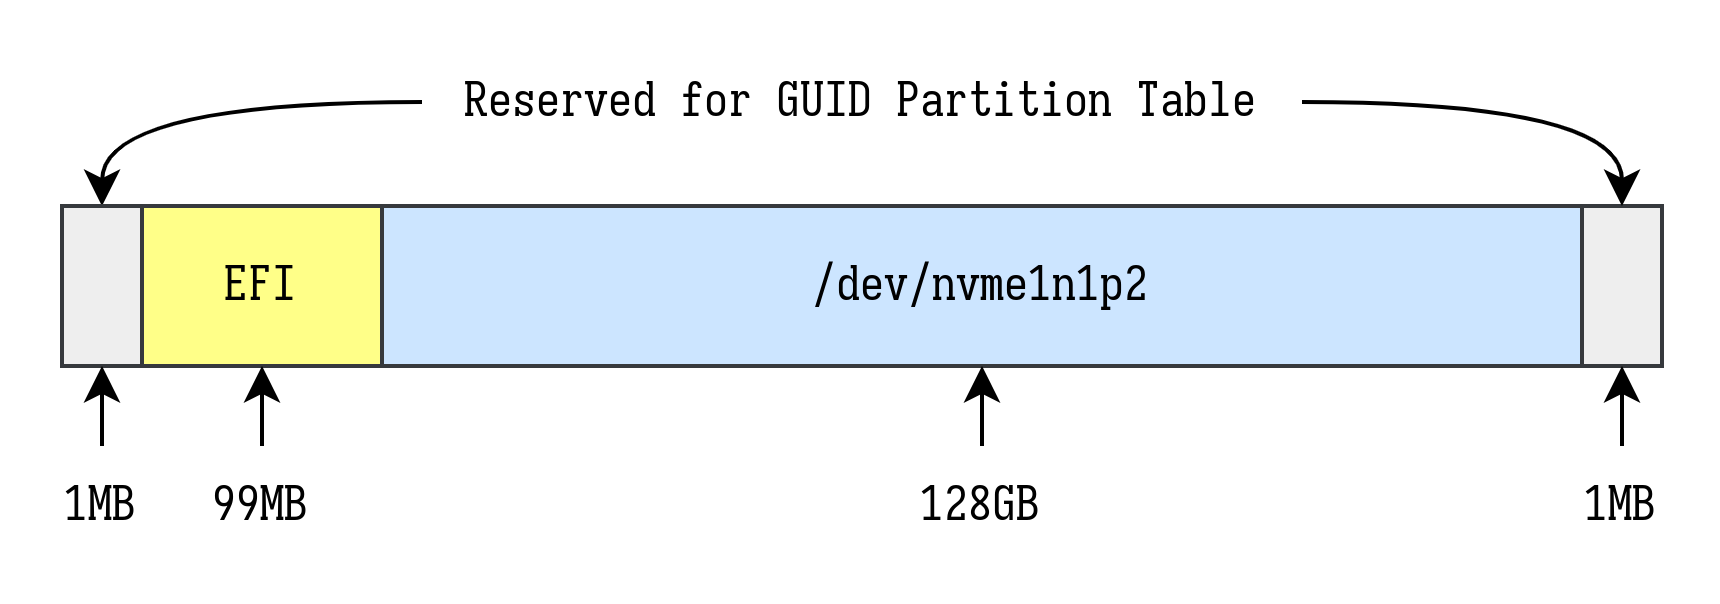 Reserved for GUID Partition Table
EFI
/dev/nvme1n1p2
1MB
99MB
128GB
1MB